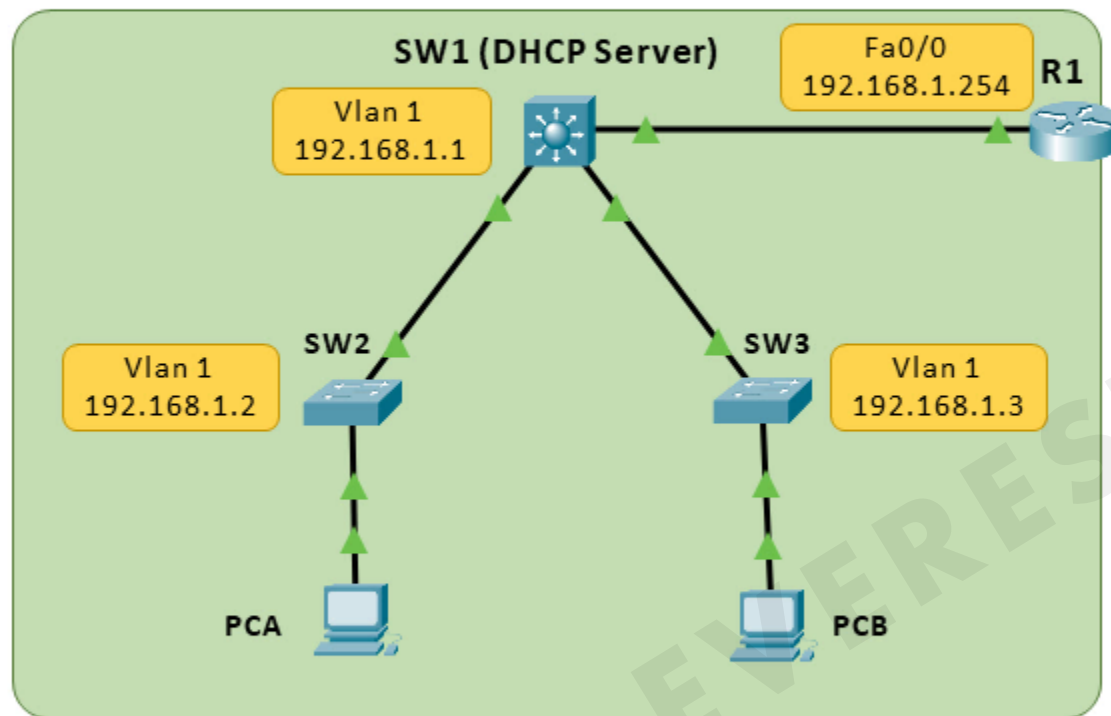 SW1 (DHCP Server)
Fa0/0
192.168.1.254
R1
Vlan 1
192.168.1.1
SW2
SW3
Vlan 1
192.168.1.2
Vlan 1
192.168.1.3
PCA
PCB